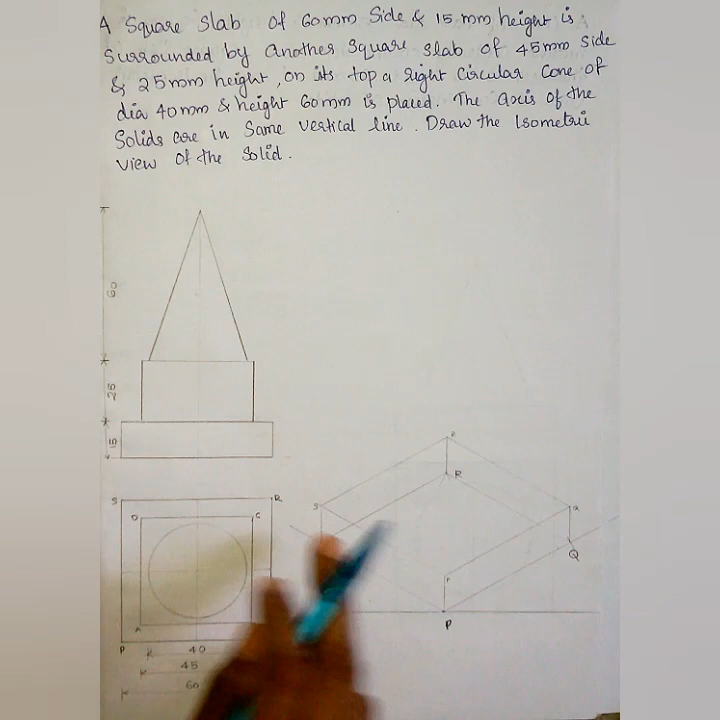 A Square slab of 60mm Side & 15 mm height is
Surrounded by another square slab of 45mm side
& 25mm height, on its top a right Circular Cone of
dia 40mm & height 60mm is placed. The axis of the
Solids are in Same vertical line. Draw the Isometric
view of the Solid.
60
25
15
S R
D C
A
P
40
45
60
R
R
S
Q
Q
P
P